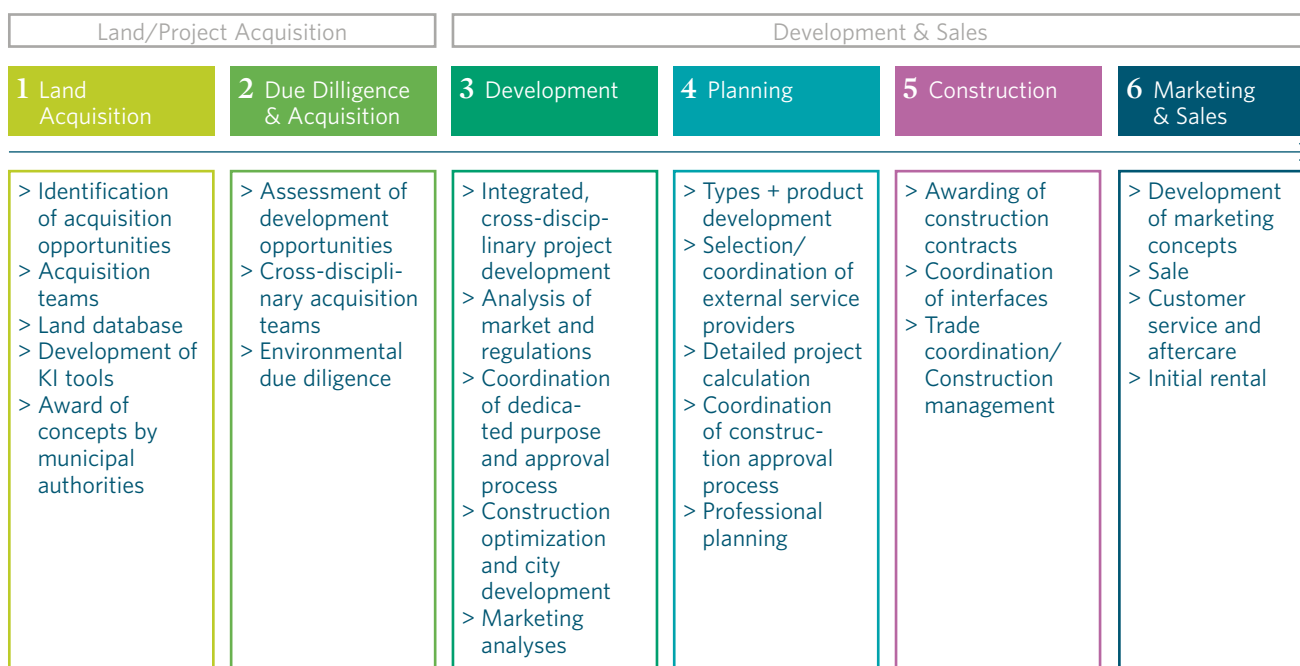 Land/Project Acquisition
Development & Sales
1 Land
Acquisition
2 Due Dilligence
& Acquisition
3 Development
4 Planning
5 Construction
6 Marketing
& Sales
> Identification
of acquisition
opportunities
> Acquisition
teams
> Land database
> Development of
KI tools
> Award of
concepts by
municipal
authorities
> Assessment of
development
opportunities
> Cross-discipli-
nary acquisition
teams
> Environmental
due diligence
> Integrated,
cross-discip-
linary project
development
> Analysis of
market and
regulations
> Coordination
of dedica-
ted purpose
and approval
process
> Construction
optimization
and city
development
> Marketing
analyses
> Types + product
development
> Selection/
coordination of
external service
providers
> Detailed project
calculation
> Coordination
of construc-
tion approval
process
> Professional
planning
> Awarding of
construction
contracts
> Coordination
of interfaces
> Trade
coordination/
Construction
management
> Development
of marketing
concepts
> Sale
> Customer
service and
aftercare
> Initial rental